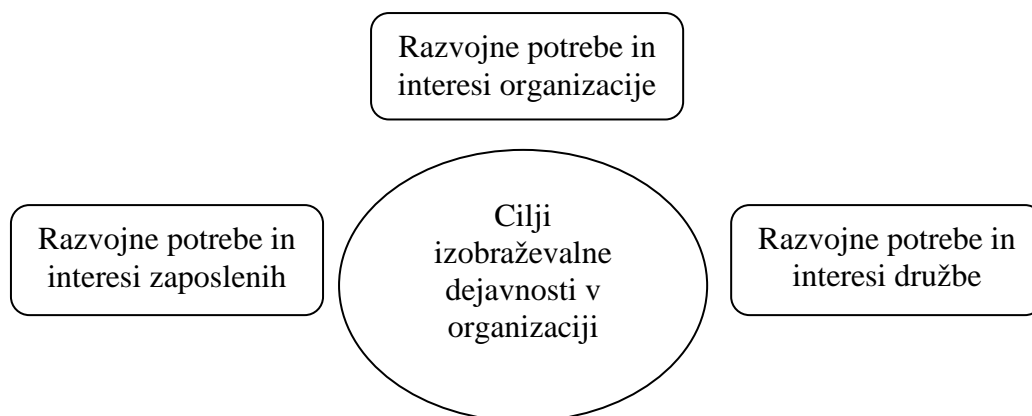 Razvojne potrebe in
interesi organizacije
Razvojne potrebe in
interesi zaposlenih
Cilji
izobraževalne
dejavnosti v
organizaciji
Razvojne potrebe in
interesi družbe